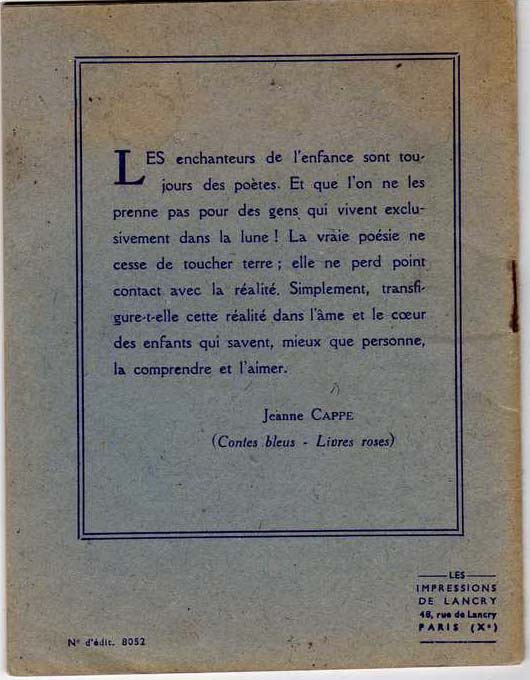 LES enchanteurs de l'enfance sont tou-
jours des poètes. Et que l'on ne les
prenne pas pour des gens qui vivent exclu-
sivement dans la lune ! La vraie poésie ne
cesse de toucher terre ; elle ne perd point
contact avec la réalité. Simplement, transfi-
gure-t-elle cette réalité dans l'âme et le cœur
des enfants qui savent, mieux que personne,
la comprendre et l'aimer.
Jeanne CAPPE
(Contes bleus - Livres roses)
LES
IMPRESSIONS
DE LANCRY
48, rue de Lancry
PARIS (Xe)
N° d'édit. 8052